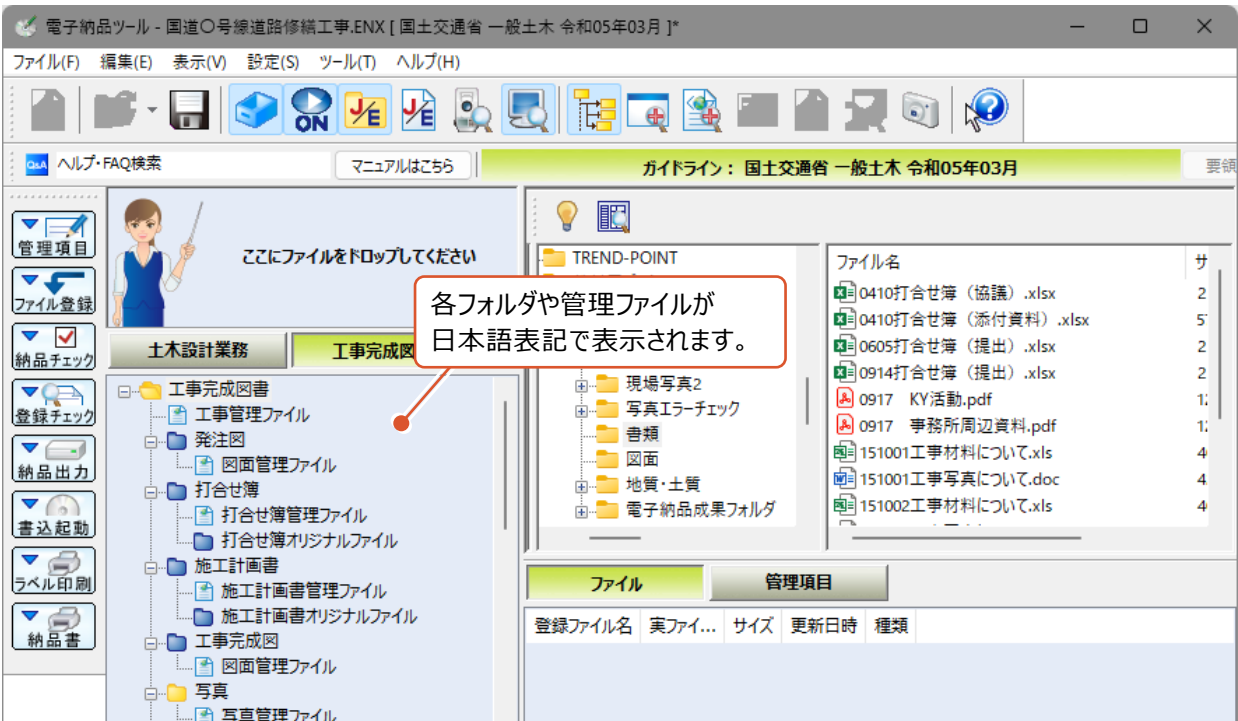 電子納品ツール - 国道〇号線道路修繕工事.ENX [ 国土交通省 一般土木 令和05年03月 ]*
ファイル(F) 編集(E) 表示(V) 設定(S) ツール(T) ヘルプ(H)
ON J/E J/E
Q&A ヘルプ・FAQ検索 マニュアルはこちら ガイドライン： 国土交通省 一般土木 令和05年03月 要領
管理項目
ファイル登録
納品チェック
登録チェック
納品出力
書込起動
ラベル印刷
納品書
ここにファイルをドロップしてください
各フォルダや管理ファイルが
日本語表記で表示されます。
土木設計業務 工事完成図
工事完成図書
工事管理ファイル
発注図
図面管理ファイル
打合せ簿
打合せ簿管理ファイル
打合せ簿オリジナルファイル
施工計画書
施工計画書管理ファイル
施工計画書オリジナルファイル
工事完成図
図面管理ファイル
写真
写真管理ファイル
TREND-POINT
現場写真2
写真エラーチェック
書類
図面
地質・土質
電子納品成果フォルダ
ファイル名 サ
0410打合せ簿（協議）.xlsx 2
0410打合せ簿（添付資料）.xlsx 5
0605打合せ簿（提出）.xlsx 2
0914打合せ簿（提出）.xlsx 2
0917 KY活動.pdf 1
0917 事務所周辺資料.pdf 1
151001工事材料について.xls 4
151001工事写真について.doc 4
151002工事材料について.xls 4
ファイル 管理項目
登録ファイル名 実ファイ... サイズ 更新日時 種類